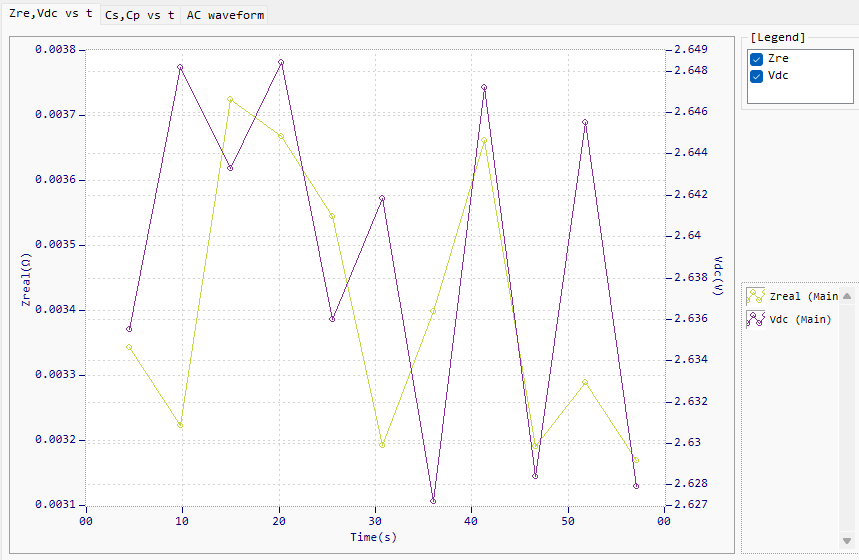 Zre,Vdc vs t
Cs,Cp vs t
AC waveform
0.0038
0.0037
0.0036
0.0035
0.0034
0.0033
0.0032
0.0031
Zreal(Ω)
2.649
2.648
2.646
2.644
2.642
2.64
2.638
2.636
2.634
2.632
2.63
2.628
2.627
Vdc(V)
00
10
20
30
40
50
00
Time(s)
[Legend]
Zre
Vdc
Zreal (Main
Vdc (Main)